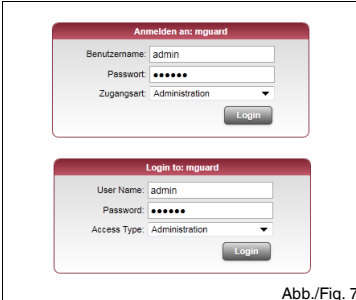 Anmelden an: mguard
Benutzername: admin
Passwort: ●●●●●●
Zugangsart: Administration
Login
Login to: mguard
User Name: admin
Password: ●●●●●●
Access Type: Administration
Login
Abb./Fig. 7